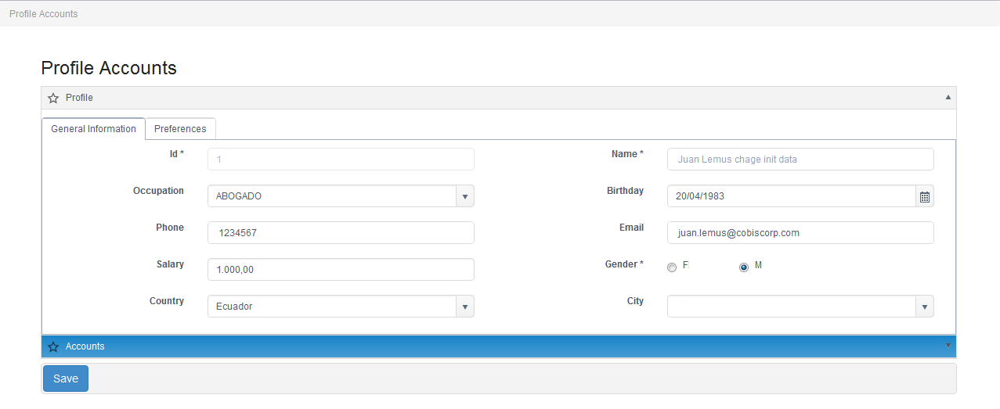 Profile Accounts
Profile Accounts
Profile
General Information Preferences
Id * 1 Name * Juan Lemus chage init data
Occupation ABOGADO Birthday 20/04/1983
Phone 1234567 Email juan.lemus@cobiscorp.com
Salary 1.000,00 Gender * F M
Country Ecuador City
Accounts
Save